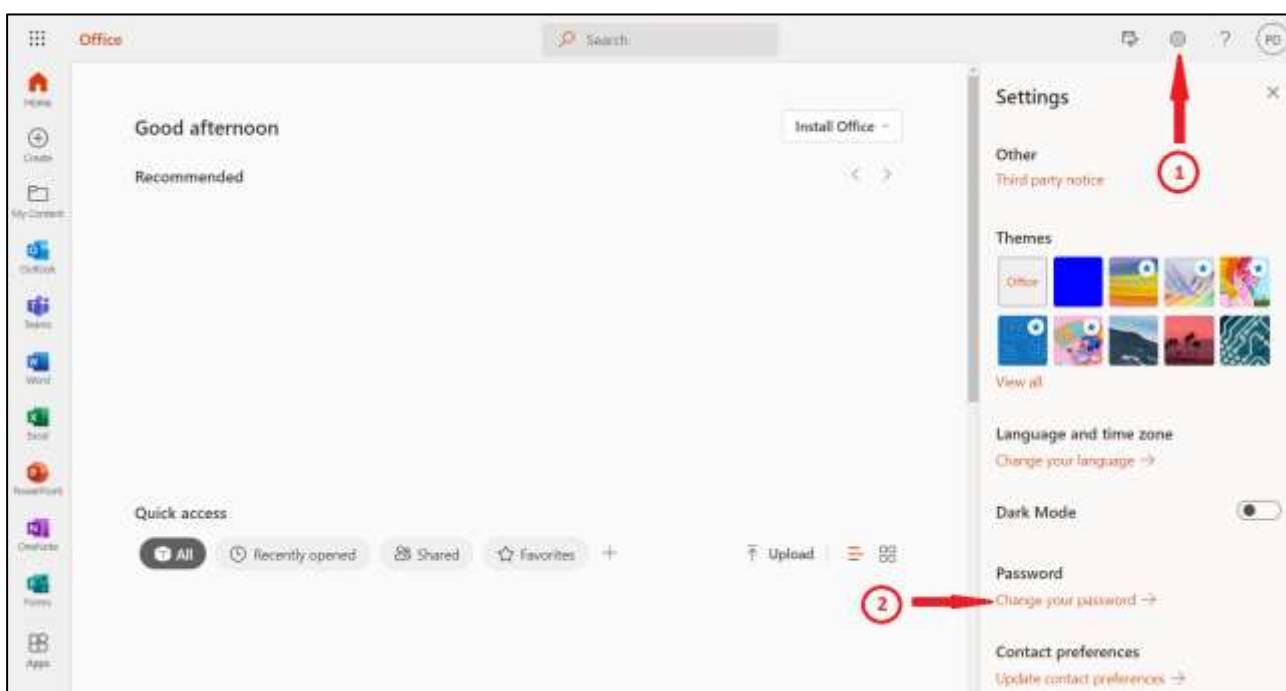 Office
Search
?
PD
Home
Create
My Content
Outlook
Teams
Word
Excel
PowerPoint
OneNote
Forms
Apps
Good afternoon
Install Office
Recommended
Quick access
All
Recently opened
Shared
Favorites
Upload
Settings
1
Other
Third party notice
Themes
Office
View all
Language and time zone
Change your language →
Dark Mode
Password
2
Change your password →
Contact preferences
Update contact preferences →